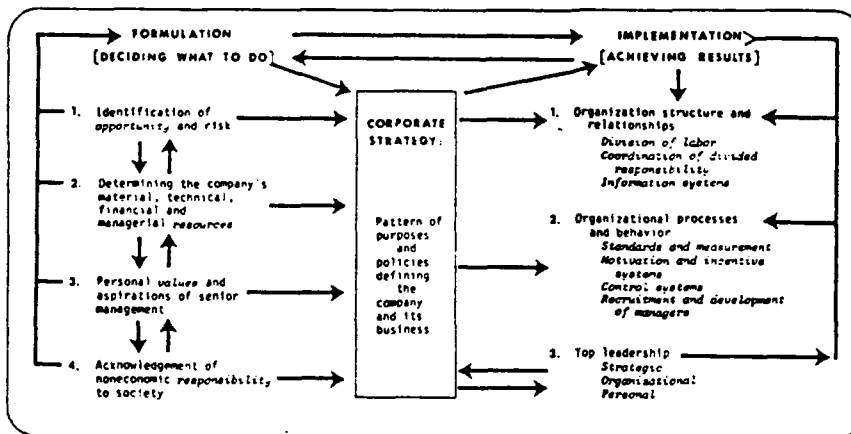 FORMULATION
[DECIDING WHAT TO DO]
IMPLEMENTATION
[ACHIEVING RESULTS]
1. Identification of
opportunity and risk
2. Determining the company's
material, technical,
financial and
managerial resources
3. Personal values and
aspirations of senior
management
4. Acknowledgement of
noneconomic responsibility
to society
CORPORATE
STRATEGY:
Pattern of
purposes
and
policies
defining
the
company
and its
business
1. Organization structure and
relationships
Division of labor
Coordination of divided
responsibility
Information systems
2. Organizational processes
and behavior
Standards and measurement
Motivation and incentive
systems
Control systems
Recruitment and development
of managers
3. Top leadership
Strategic
Organisational
Personal